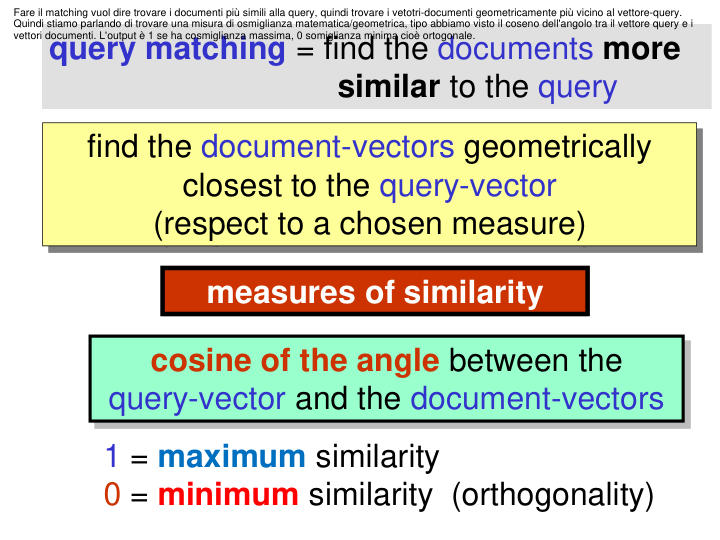 Fare il matching vuol dire trovare i documenti più simili alla query, quindi trovare i vetotri-documenti geometricamente più vicino al vettore-query.
Quindi stiamo parlando di trovare una misura di osmiglianza matematica/geometrica, tipo abbiamo visto il coseno dell'angolo tra il vettore query e i
vettori documenti. L'output è 1 se ha cosmiglianza massima, 0 somiglianza minima cioè ortogonale.
query matching = find the documents more
similar to the query
find the document-vectors geometrically
closest to the query-vector
(respect to a chosen measure)
measures of similarity
cosine of the angle between the
query-vector and the document-vectors
1 = maximum similarity
0 = minimum similarity (orthogonality)